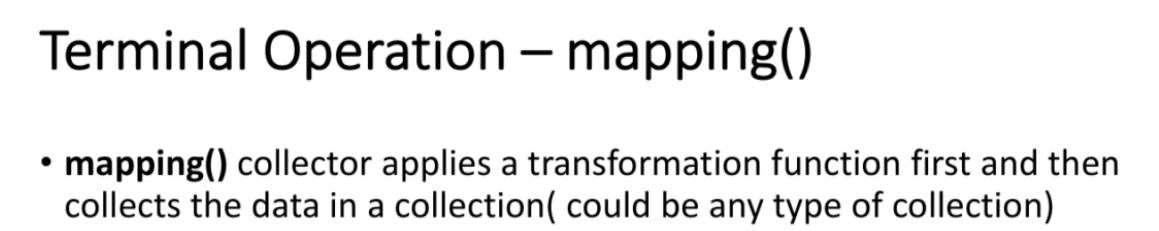 Terminal Operation – mapping()
• mapping() collector applies a transformation function first and then
collects the data in a collection( could be any type of collection)